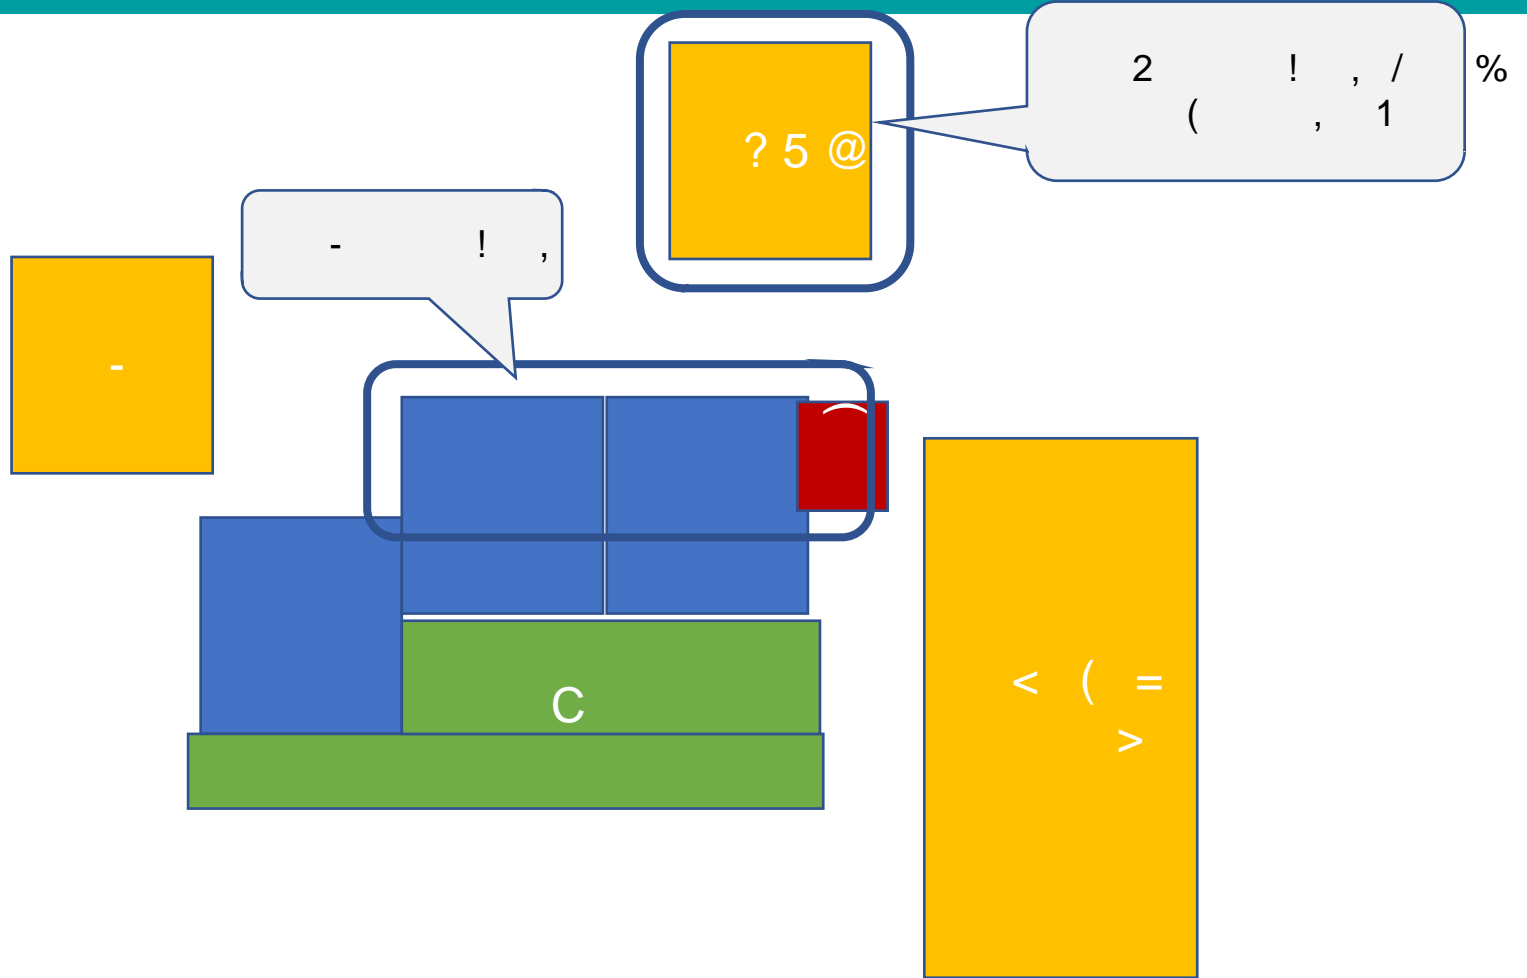 2 ! , / %
( , 1
? 5 @
- ! ,
-
⌒
C
< ( =
>